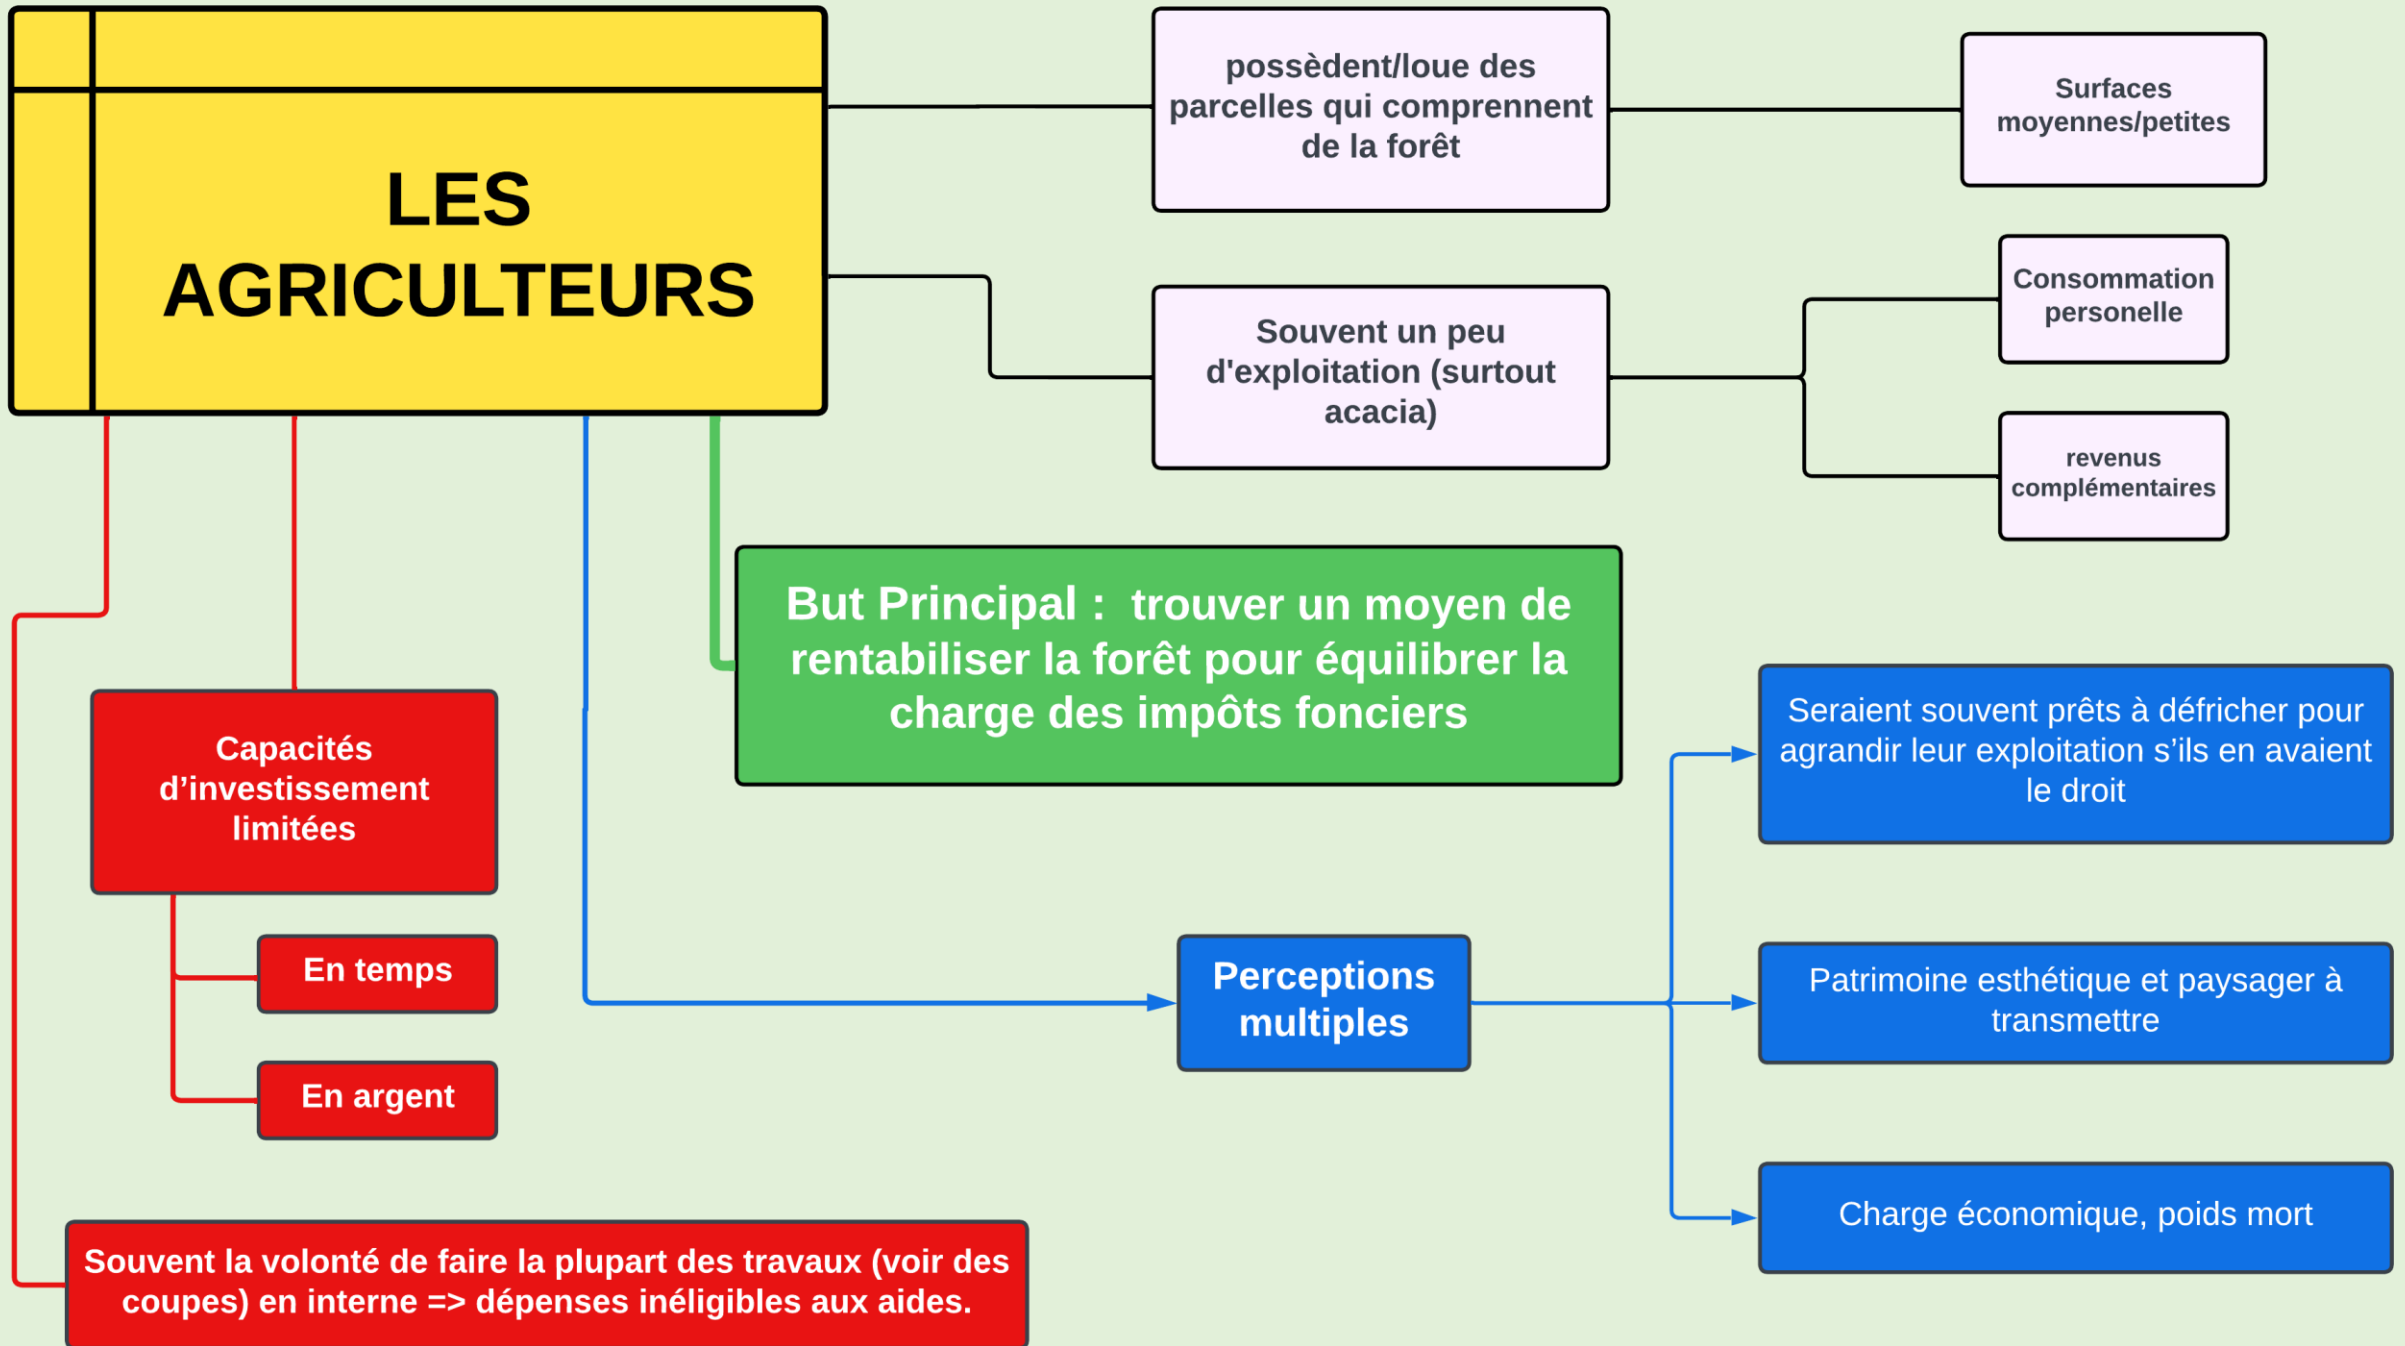 LES
AGRICULTEURS
possèdent/loue des
parcelles qui comprennent
de la forêt
Surfaces
moyennes/petites
Souvent un peu
d'exploitation (surtout
acacia)
Consommation
personelle
revenus
complémentaires
But Principal :  trouver un moyen de
rentabiliser la forêt pour équilibrer la
charge des impôts fonciers
Capacités
d’investissement
limitées
En temps
En argent
Souvent la volonté de faire la plupart des travaux (voir des
coupes) en interne => dépenses inéligibles aux aides.
Perceptions
multiples
Seraient souvent prêts à défricher pour
agrandir leur exploitation s’ils en avaient
le droit
Patrimoine esthétique et paysager à
transmettre
Charge économique, poids mort